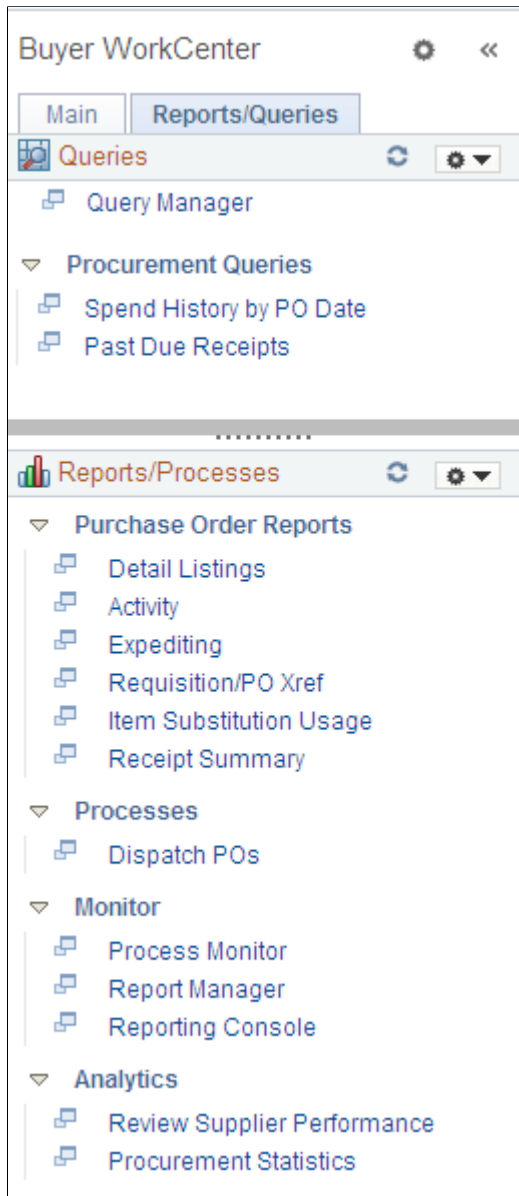 Buyer WorkCenter
Main
Reports/Queries
Queries
Query Manager
Procurement Queries
Spend History by PO Date
Past Due Receipts
Reports/Processes
Purchase Order Reports
Detail Listings
Activity
Expediting
Requisition/PO Xref
Item Substitution Usage
Receipt Summary
Processes
Dispatch POs
Monitor
Process Monitor
Report Manager
Reporting Console
Analytics
Review Supplier Performance
Procurement Statistics